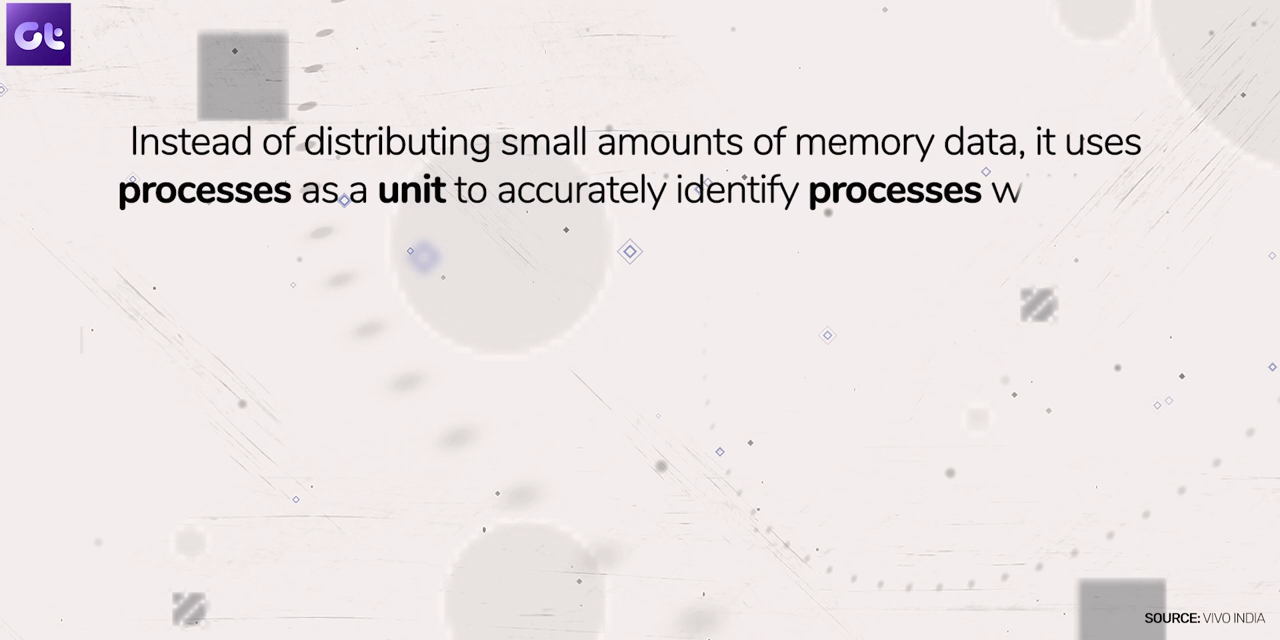 Gt
Instead of distributing small amounts of memory data, it uses
processes as a unit to accurately identify processes w
SOURCE: VIVO INDIA